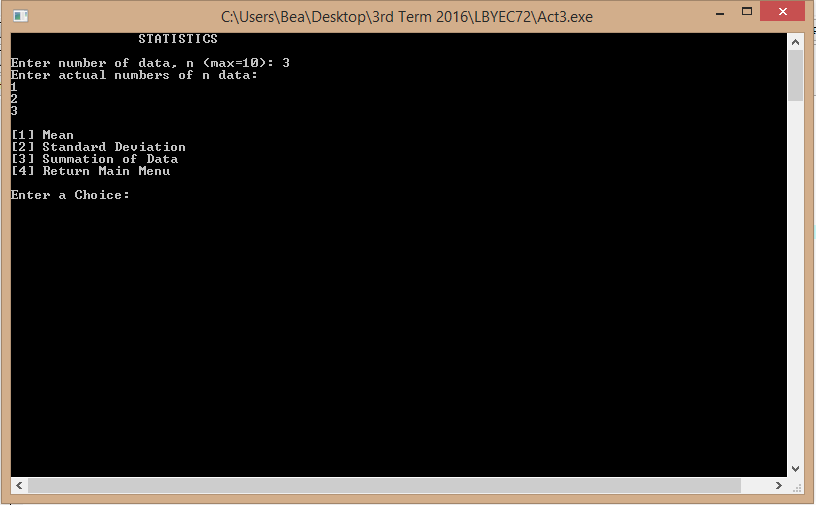 C:\Users\Bea\Desktop\3rd Term 2016\LBYEC72\Act3.exe
STATISTICS
Enter number of data, n (max=10): 3
Enter actual numbers of n data:
1
2
3
[1] Mean
[2] Standard Deviation
[3] Summation of Data
[4] Return Main Menu
Enter a Choice: